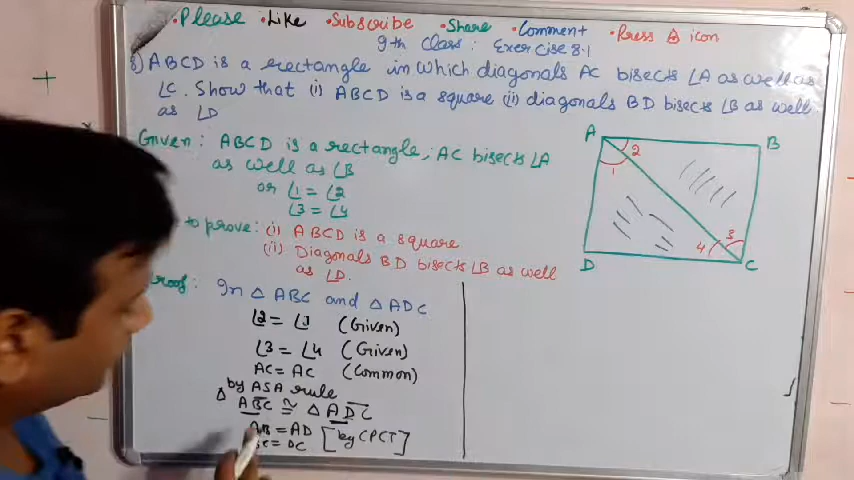 • Please • Like • Subscribe • Share • Comment • Press icon
9th class : Exercise 8.1
8) ABCD is a rectangle in which diagonals AC bisects ∠A as well as
∠C. Show that (i) ABCD is a square (ii) diagonals BD bisects ∠B as well
as ∠D
Given : ABCD is a rectangle, AC bisects ∠A
as well as ∠B
or ∠1 = ∠2
∠3 = ∠4
to prove : (i) ABCD is a square
(ii) Diagonals BD bisects ∠B as well
as ∠D.
roof : In △ ABC and △ ADC
∠2 = ∠1 (Given)
∠3 = ∠4 (Given)
AC = AC (Common)
by ASA rule
△ ABC ≅ △ ADC
AB = AD [by CPCT]
BC = DC
A
B
2
1
3
4
D
C